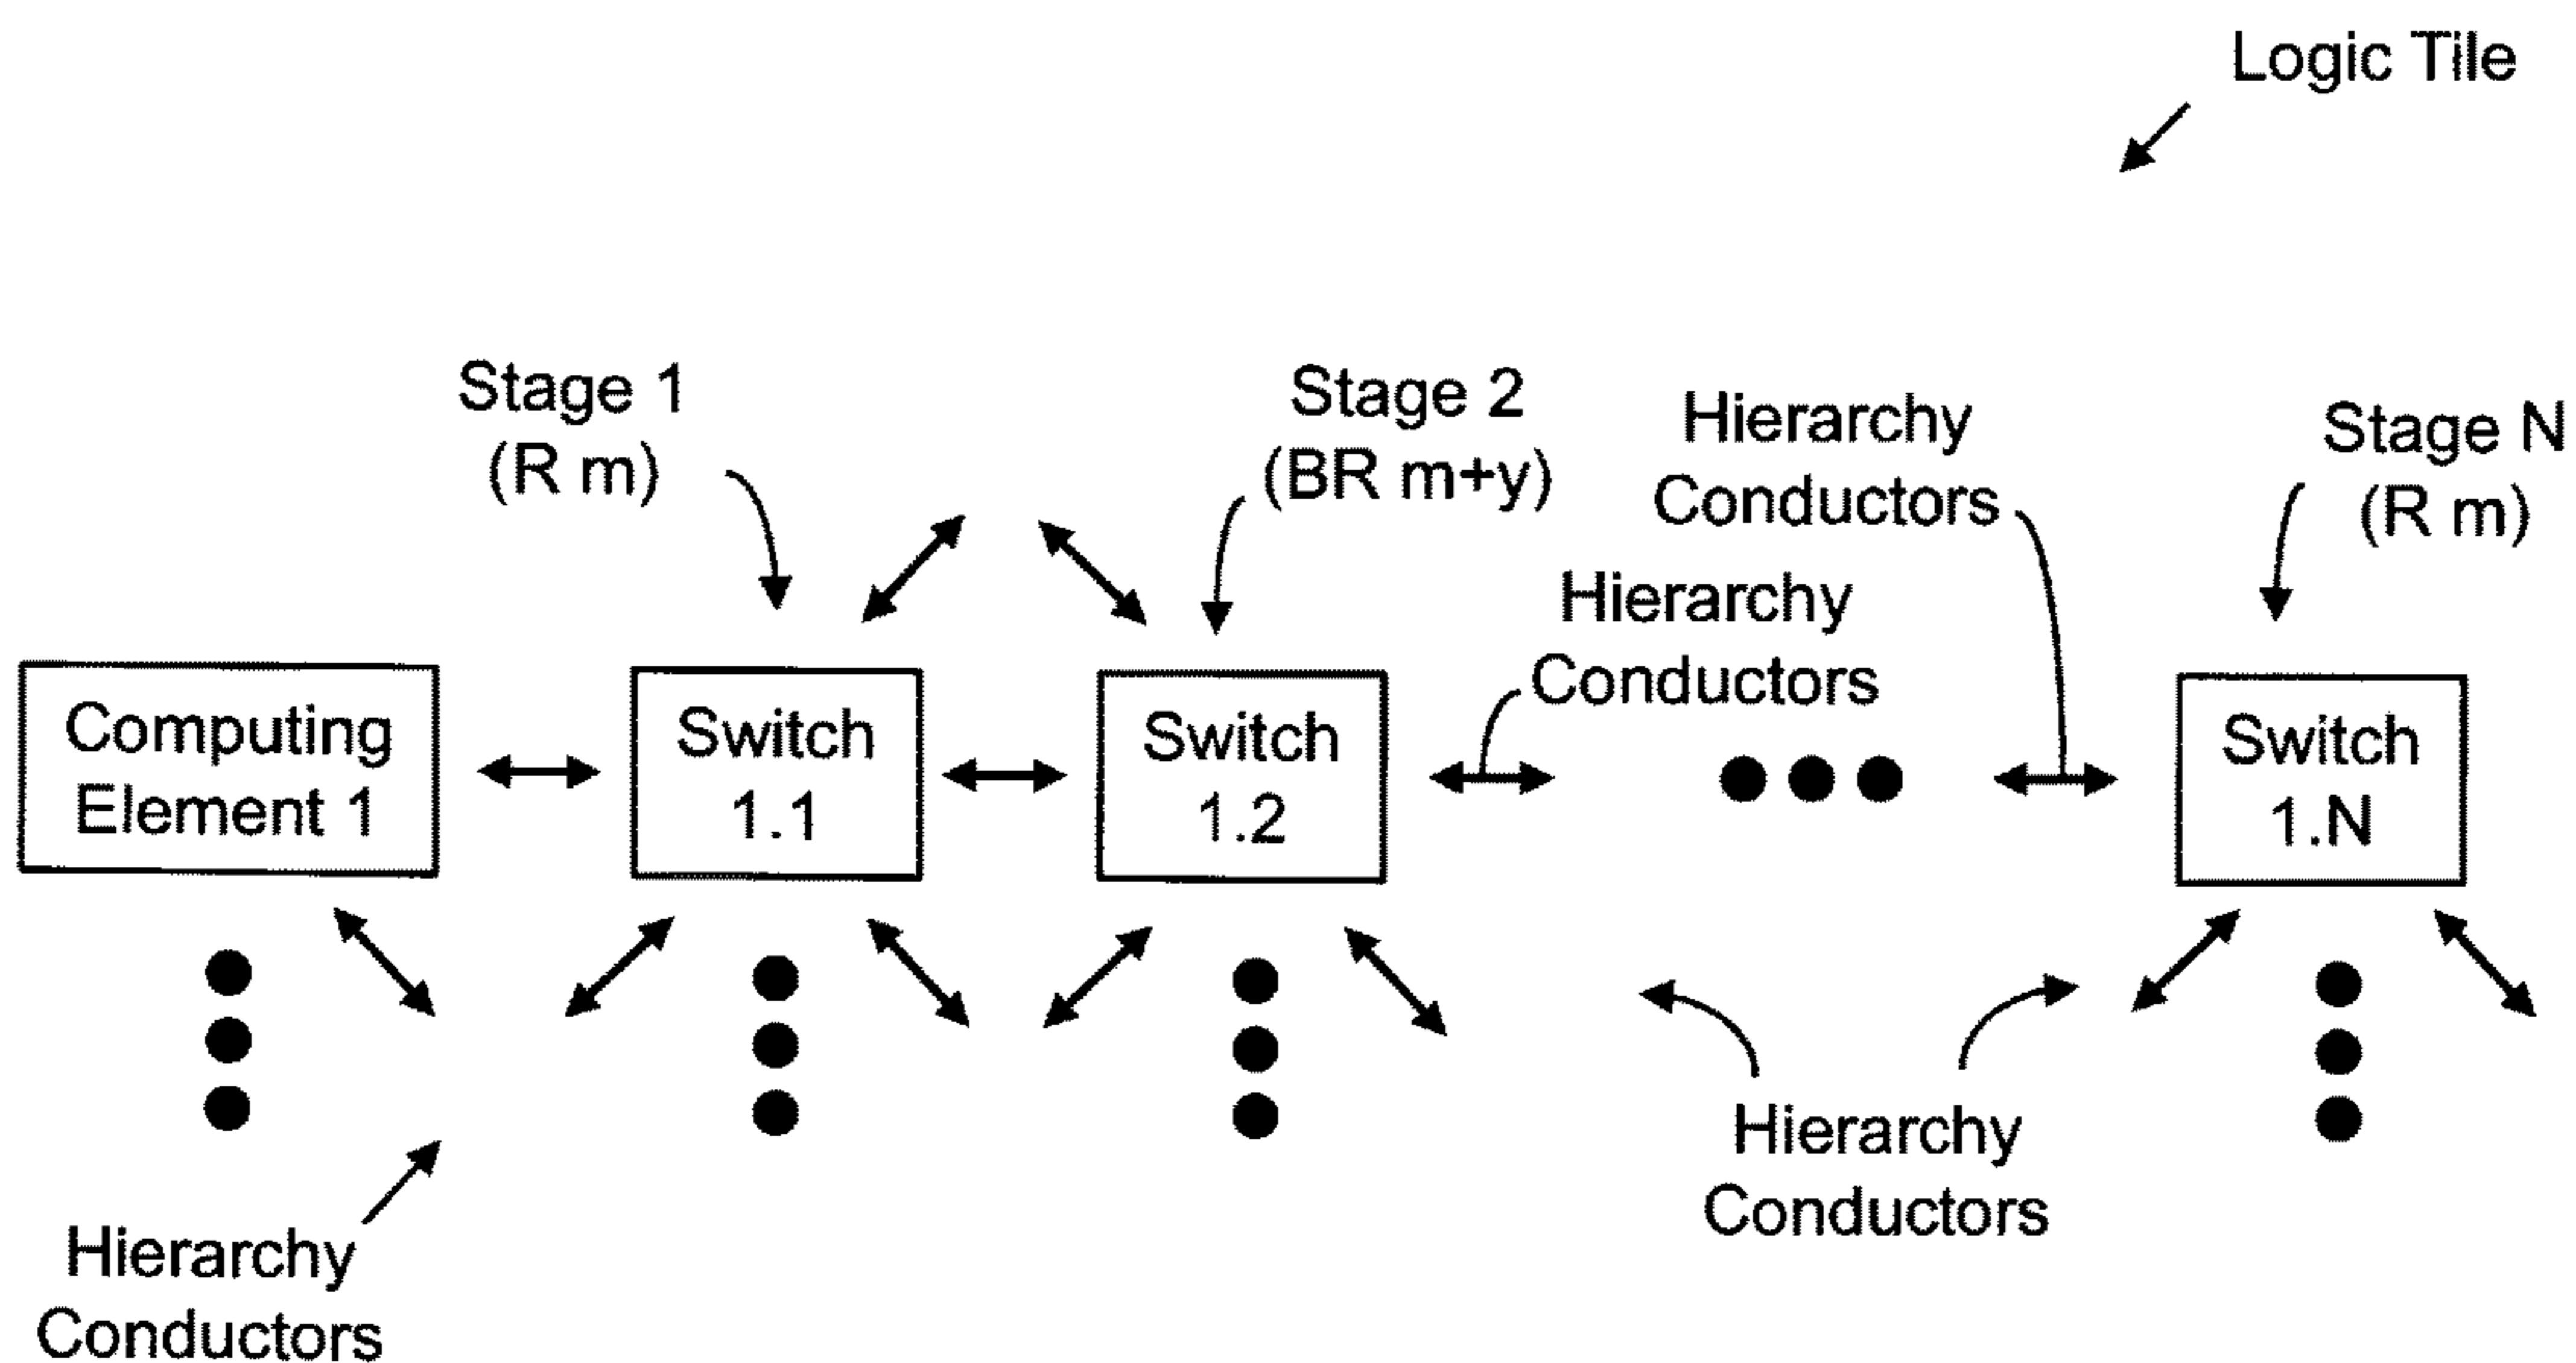 Logic Tile
Stage 1
(R m)
Stage 2
(BR m+y)
Hierarchy
Conductors
Stage N
(R m)
Hierarchy
Conductors
Computing
Element 1
Switch
1.1
Switch
1.2
Switch
1.N
Hierarchy
Conductors
Hierarchy
Conductors